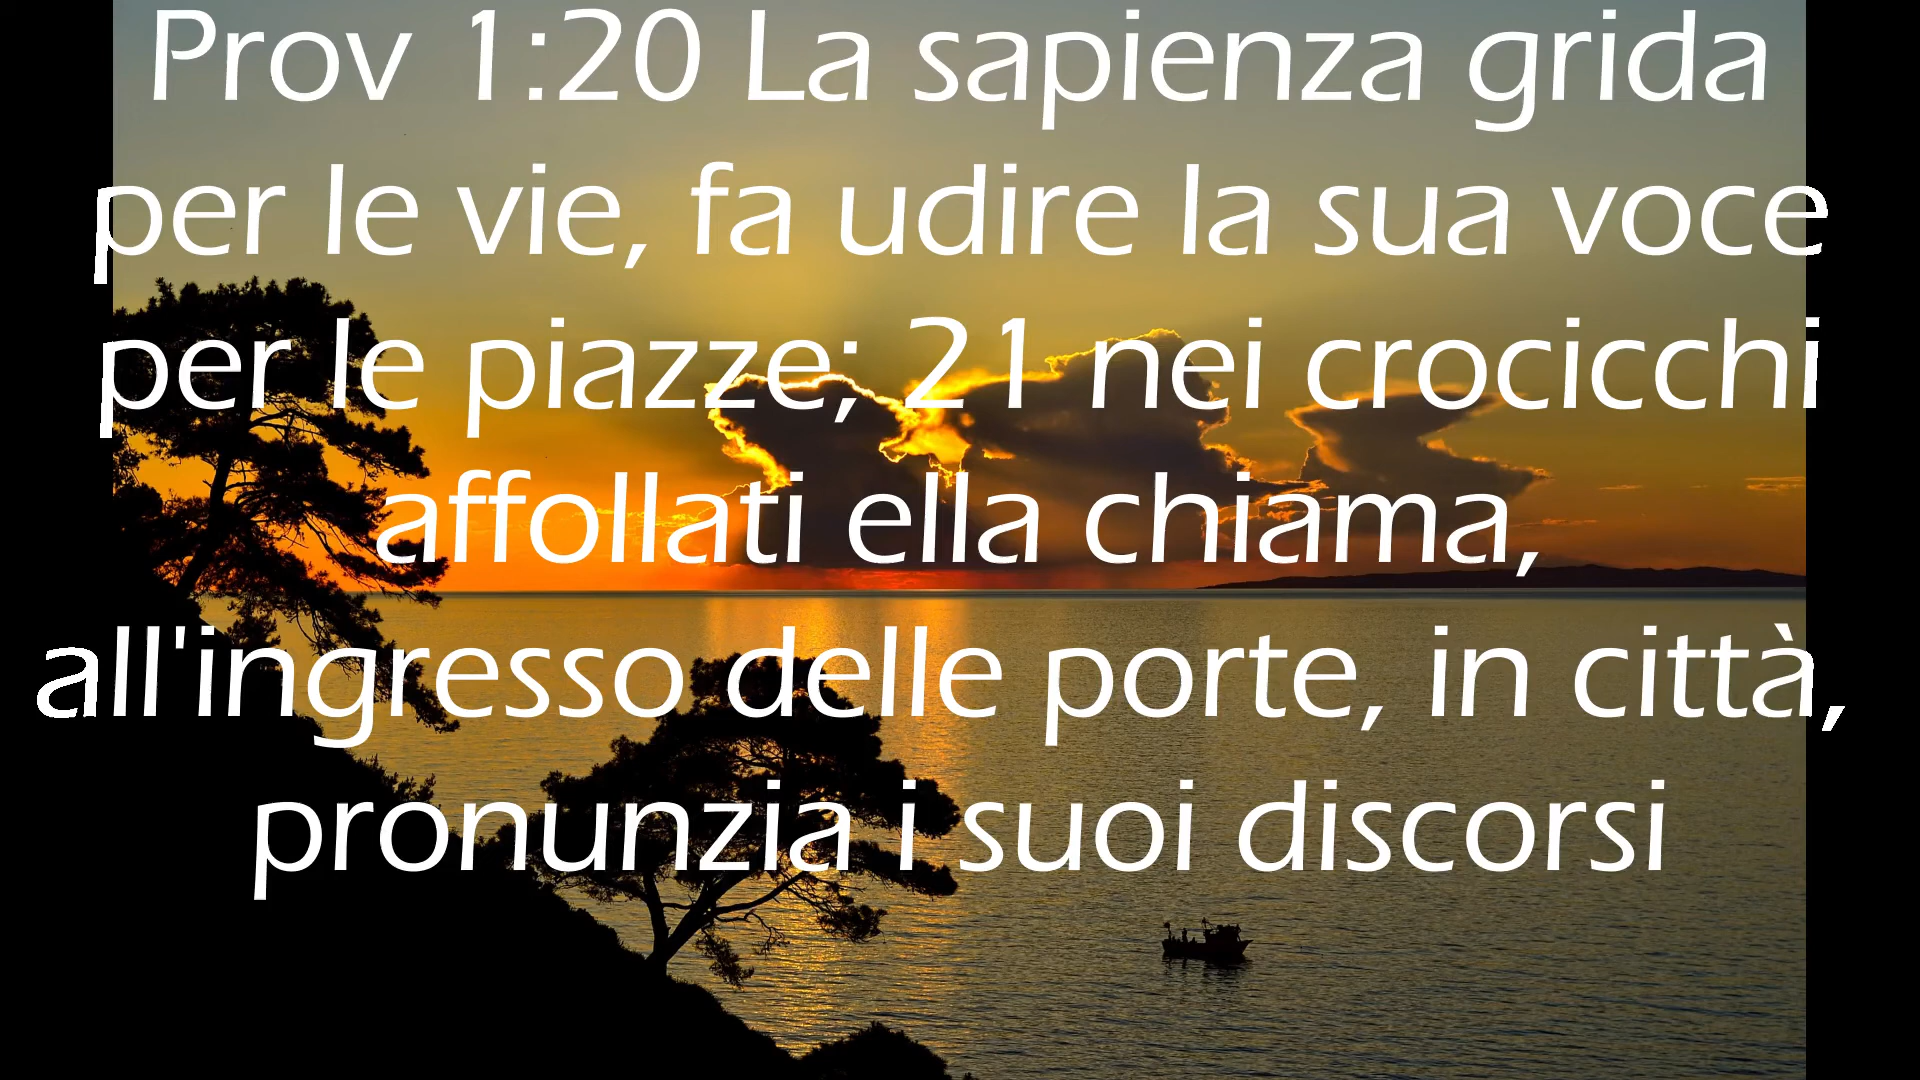 Prov 1:20 La sapienza grida
per le vie, fa udire la sua voce
per le piazze; 21 nei crocicchi
affollati ella chiama,
all'ingresso delle porte, in città,
pronunzia i suoi discorsi